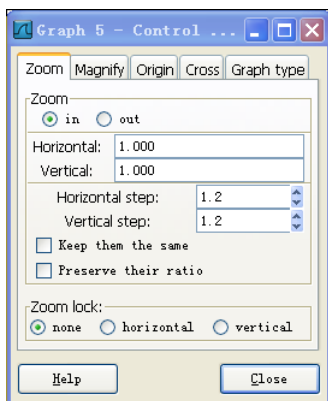 Graph 5 - Control ...
Zoom Magnify Origin Cross Graph type
Zoom
in out
Horizontal: 1.000
Vertical: 1.000
Horizontal step: 1.2
Vertical step: 1.2
Keep them the same
Preserve their ratio
Zoom lock:
none horizontal vertical
Help Close